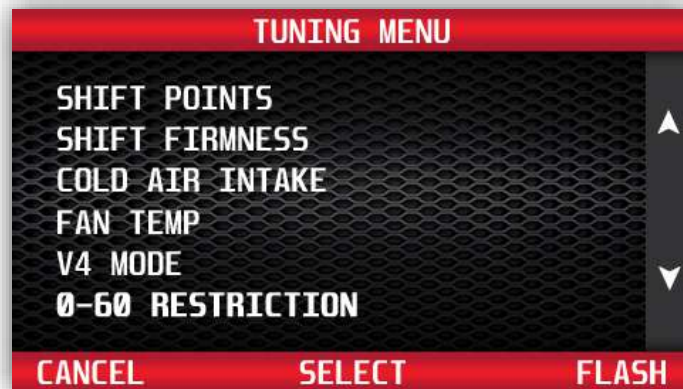 TUNING MENU
SHIFT POINTS
SHIFT FIRMNESS
COLD AIR INTAKE
FAN TEMP
V4 MODE
0-60 RESTRICTION
CANCEL SELECT FLASH